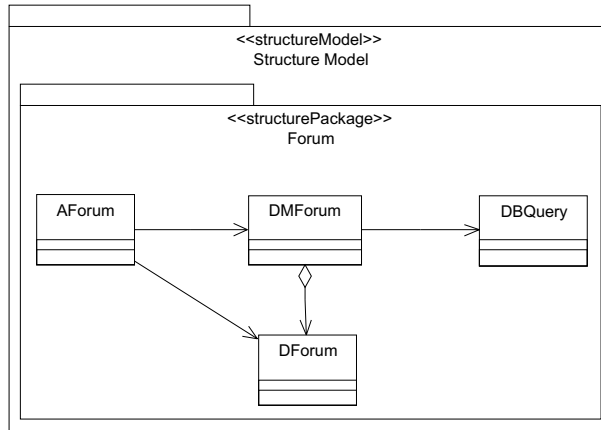 <<structureModel>>
Structure Model
<<structurePackage>>
Forum
AForum
DMForum
DBQuery
DForum